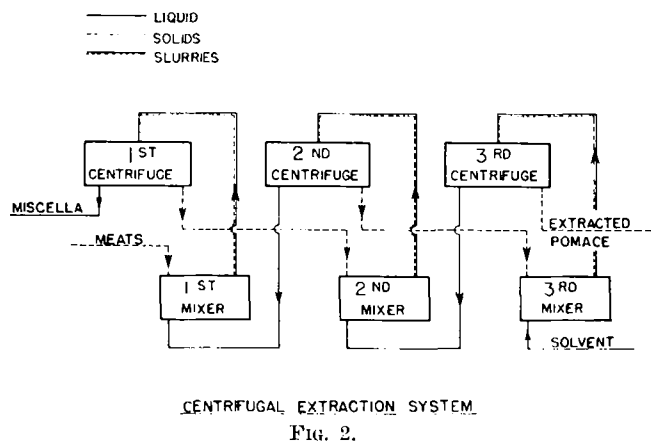 LIQUID
SOLIDS
SLURRIES
1ST
CENTRIFUGE
2ND
CENTRIFUGE
3RD
CENTRIFUGE
MISCELLA
MEATS
EXTRACTED
POMACE
1ST
MIXER
2ND
MIXER
3RD
MIXER
SOLVENT
CENTRIFUGAL EXTRACTION SYSTEM
FIG. 2.